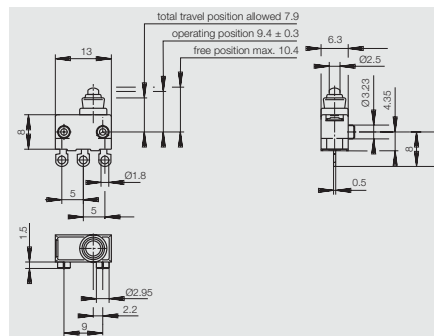 total travel position allowed 7.9
operating position 9.4 ± 0.3
free position max. 10.4
13
8
5
5
Ø1.8
6.3
Ø2.5
Ø3.23
4.35
8
0.5
1.5
Ø2.95
2.2
9